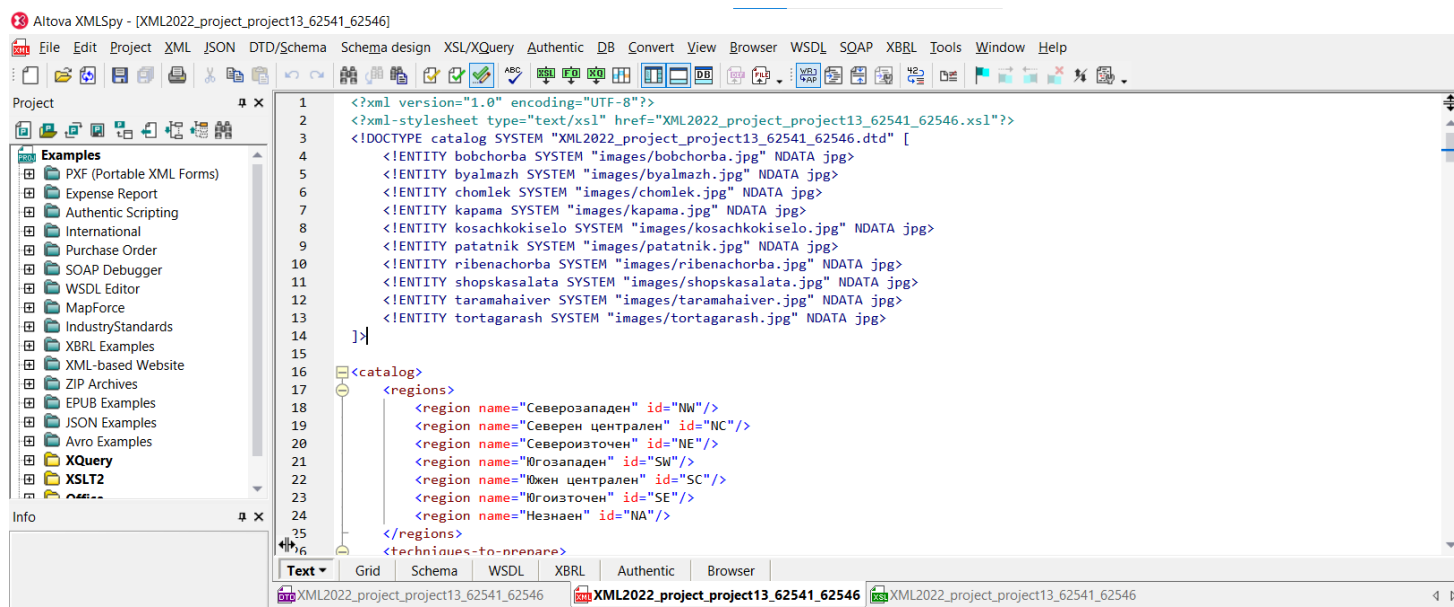 Altova XMLSpy - [XML2022_project_project13_62541_62546]
File Edit Project XML JSON DTD/Schema Schema design XSL/XQuery Authentic DB Convert View Browser WSDL SOAP XBRL Tools Window Help
Project
Examples
PXF (Portable XML Forms)
Expense Report
Authentic Scripting
International
Purchase Order
SOAP Debugger
WSDL Editor
MapForce
IndustryStandards
XBRL Examples
XML-based Website
ZIP Archives
EPUB Examples
JSON Examples
Avro Examples
XQuery
XSLT2
Office
Info
1 <?xml version="1.0" encoding="UTF-8"?>
2 <?xml-stylesheet type="text/xsl" href="XML2022_project_project13_62541_62546.xsl"?>
3 <!DOCTYPE catalog SYSTEM "XML2022_project_project13_62541_62546.dtd" [
4 <!ENTITY bobchorba SYSTEM "images/bobchorba.jpg" NDATA jpg>
5 <!ENTITY byalmazh SYSTEM "images/byalmazh.jpg" NDATA jpg>
6 <!ENTITY chomlek SYSTEM "images/chomlek.jpg" NDATA jpg>
7 <!ENTITY kapama SYSTEM "images/kapama.jpg" NDATA jpg>
8 <!ENTITY kosachkokiselo SYSTEM "images/kosachkokiselo.jpg" NDATA jpg>
9 <!ENTITY patatnik SYSTEM "images/patatnik.jpg" NDATA jpg>
10 <!ENTITY ribenachorba SYSTEM "images/ribenachorba.jpg" NDATA jpg>
11 <!ENTITY shopskasalata SYSTEM "images/shopskasalata.jpg" NDATA jpg>
12 <!ENTITY taramahaiver SYSTEM "images/taramahaiver.jpg" NDATA jpg>
13 <!ENTITY tortagarash SYSTEM "images/tortagarash.jpg" NDATA jpg>
14 ]>
15
16 <catalog>
17 <regions>
18 <region name="Северозападен" id="NW"/>
19 <region name="Северен централен" id="NC"/>
20 <region name="Североизточен" id="NE"/>
21 <region name="Югозападен" id="SW"/>
22 <region name="Южен централен" id="SC"/>
23 <region name="Югоизточен" id="SE"/>
24 <region name="Незнаен" id="NA"/>
25 </regions>
26 <techniques-to-prepare>
Text Grid Schema WSDL XBRL Authentic Browser
XML2022_project_project13_62541_62546 XML2022_project_project13_62541_62546 XML2022_project_project13_62541_62546